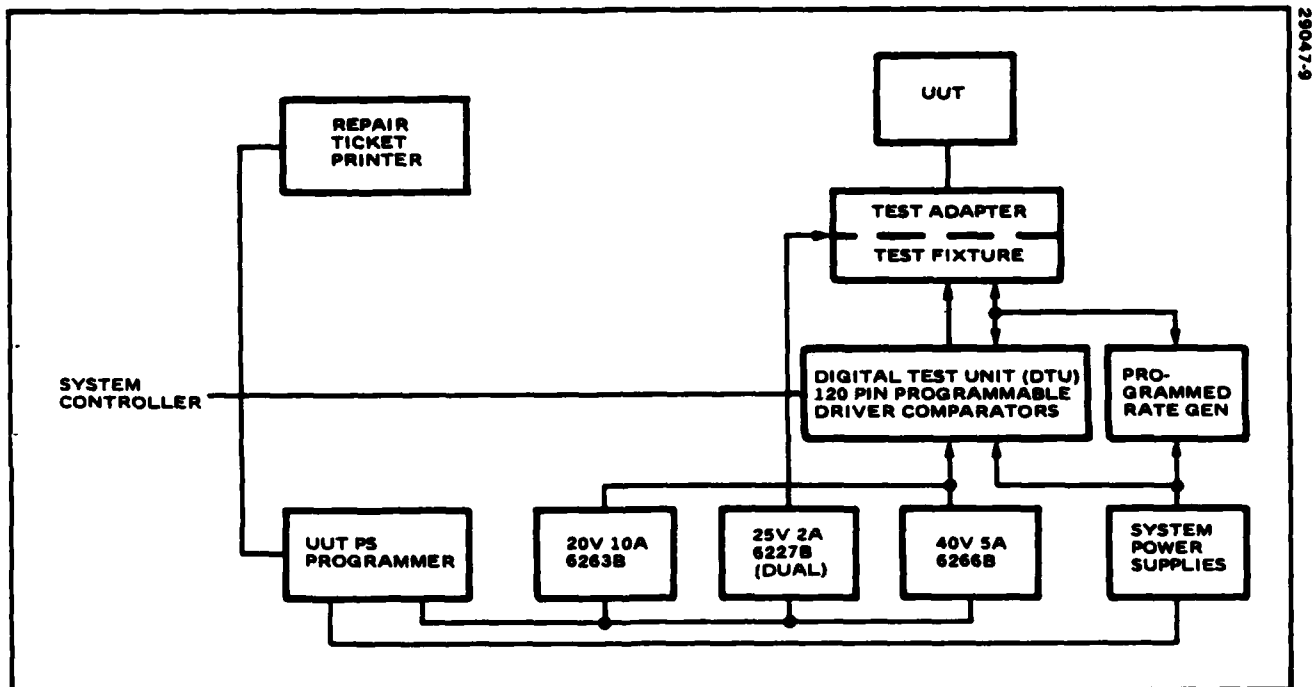 29047-9
UUT
REPAIR
TICKET
PRINTER
TEST ADAPTER
TEST FIXTURE
SYSTEM
CONTROLLER
DIGITAL TEST UNIT (DTU)
120 PIN PROGRAMMABLE
DRIVER COMPARATORS
PRO-
GRAMMED
RATE GEN
UUT PS
PROGRAMMER
20V 10A
6263B
25V 2A
6227B
(DUAL)
40V 5A
6266B
SYSTEM
POWER
SUPPLIES